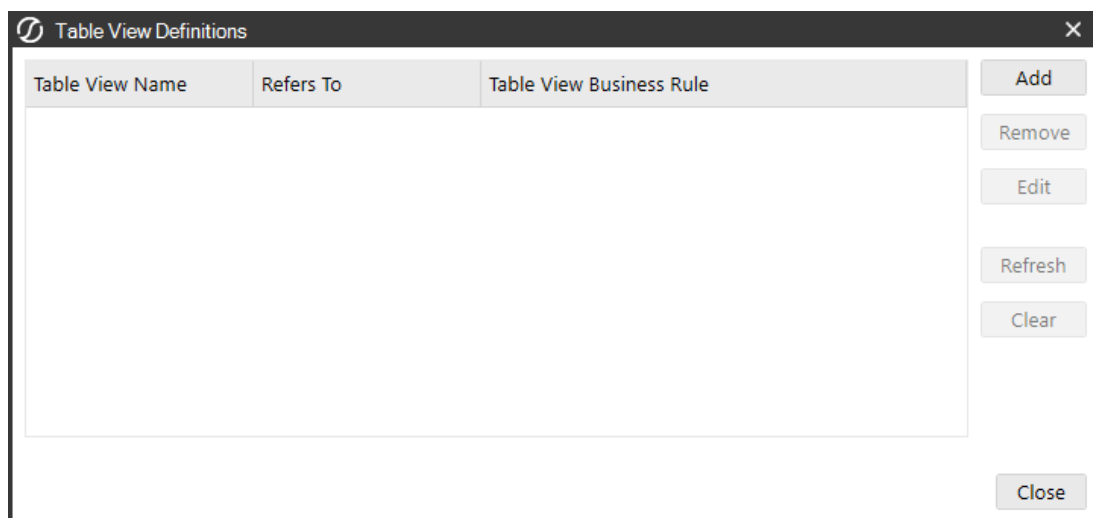 Table View Definitions
Table View Name Refers To Table View Business Rule
Add
Remove
Edit
Refresh
Clear
Close